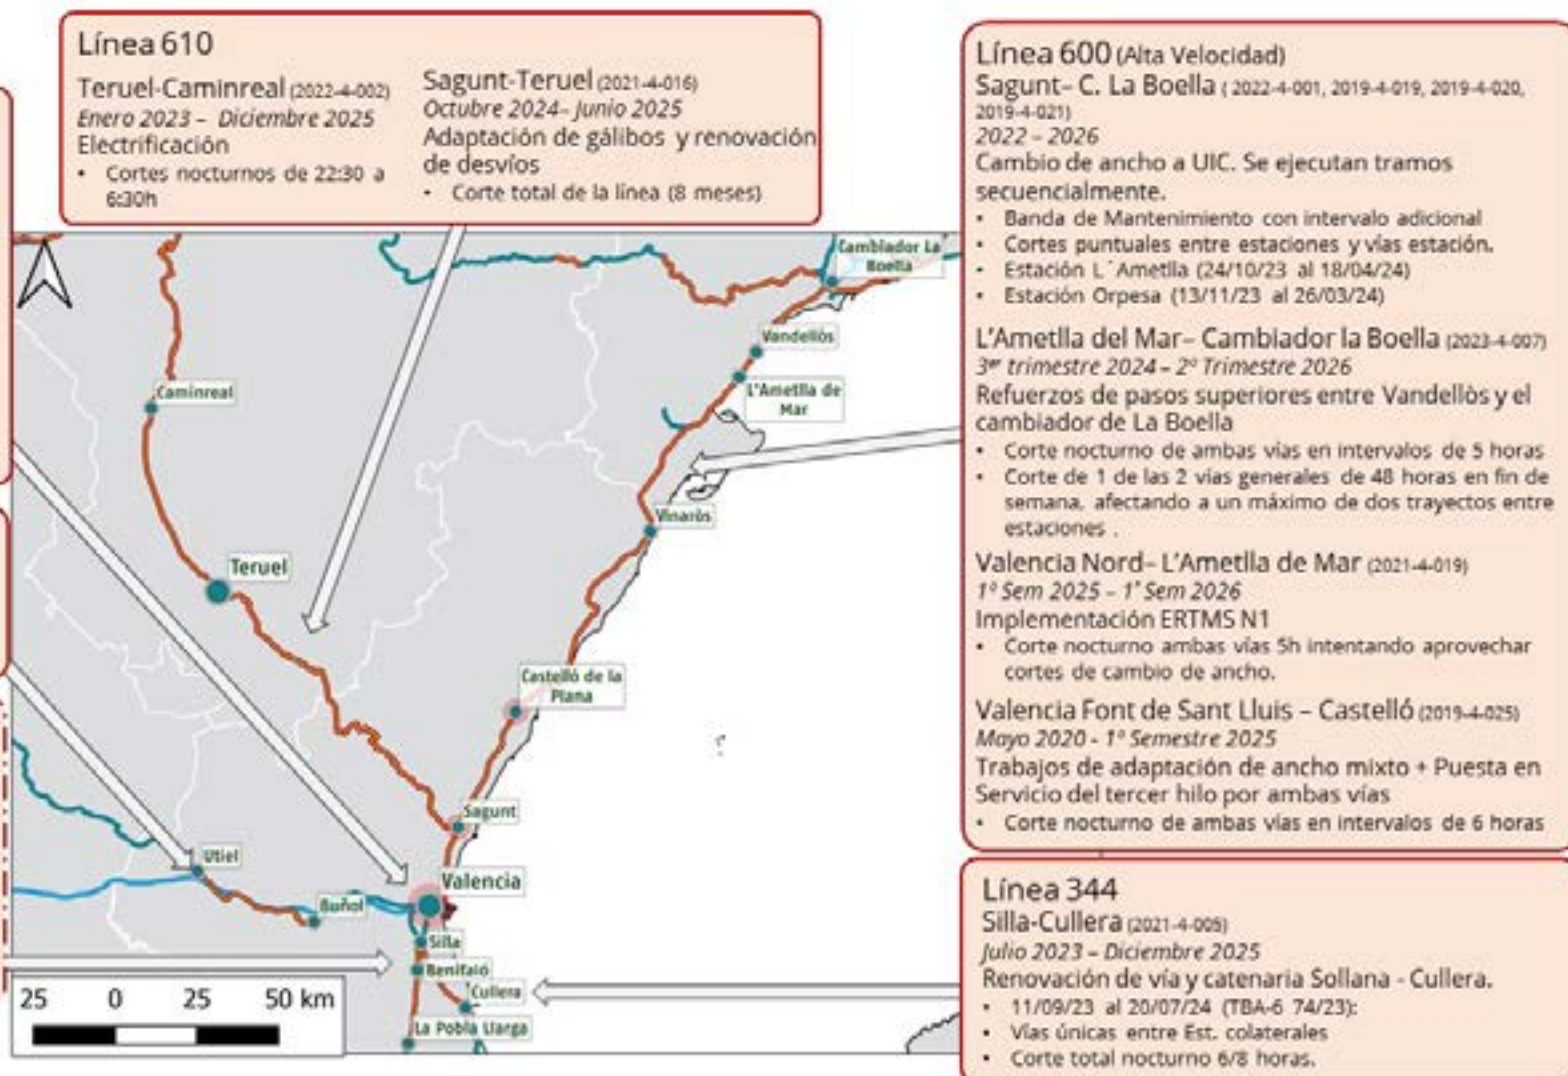 Línea 610
Teruel-Caminreal (2022-4-002)
Enero 2023 – Diciembre 2025
Electrificación
• Cortes nocturnos de 22:30 a
6:30h
Sagunt-Teruel (2021-4-016)
Octubre 2024– Junio 2025
Adaptación de gálibos y renovación
de desvíos
• Corte total de la línea (8 meses)
Línea 600 (Alta Velocidad)
Sagunt– C. La Boella ( 2022-4-001, 2019-4-019, 2019-4-020,
2019-4-021)
2022 – 2026
Cambio de ancho a UIC. Se ejecutan tramos
secuencialmente.
• Banda de Mantenimiento con intervalo adicional
• Cortes puntuales entre estaciones y vías estación.
• Estación L´Ametlla (24/10/23 al 18/04/24)
• Estación Orpesa (13/11/23 al 26/03/24)
L'Ametlla del Mar– Cambiador la Boella (2023-4-007)
3er trimestre 2024 – 2º Trimestre 2026
Refuerzos de pasos superiores entre Vandellòs y el
cambiador de La Boella
• Corte nocturno de ambas vías en intervalos de 5 horas
• Corte de 1 de las 2 vías generales de 48 horas en fin de
semana, afectando a un máximo de dos trayectos entre
estaciones .
Valencia Nord– L'Ametlla de Mar (2021-4-019)
1º Sem 2025 – 1º Sem 2026
Implementación ERTMS N1
• Corte nocturno ambas vías 5h intentando aprovechar
cortes de cambio de ancho.
Valencia Font de Sant Lluis – Castelló (2019-4-025)
Mayo 2020 - 1º Semestre 2025
Trabajos de adaptación de ancho mixto + Puesta en
Servicio del tercer hilo por ambas vías
• Corte nocturno de ambas vías en intervalos de 6 horas
Línea 344
Silla-Cullera (2021-4-005)
Julio 2023 – Diciembre 2025
Renovación de vía y catenaria Sollana - Cullera.
• 11/09/23 al 20/07/24 (TBA-6 74/23):
• Vías únicas entre Est. colaterales
• Corte total nocturno 6/8 horas.
Cambiador La
Boella
Vandellòs
L'Ametlla de
Mar
Caminreal
Vinaròs
Teruel
Castelló de la
Plana
Sagunt
Utiel
Valencia
Buñol
Silla
Benifaió
Cullera
La Pobla Llarga
25 0 25 50 km